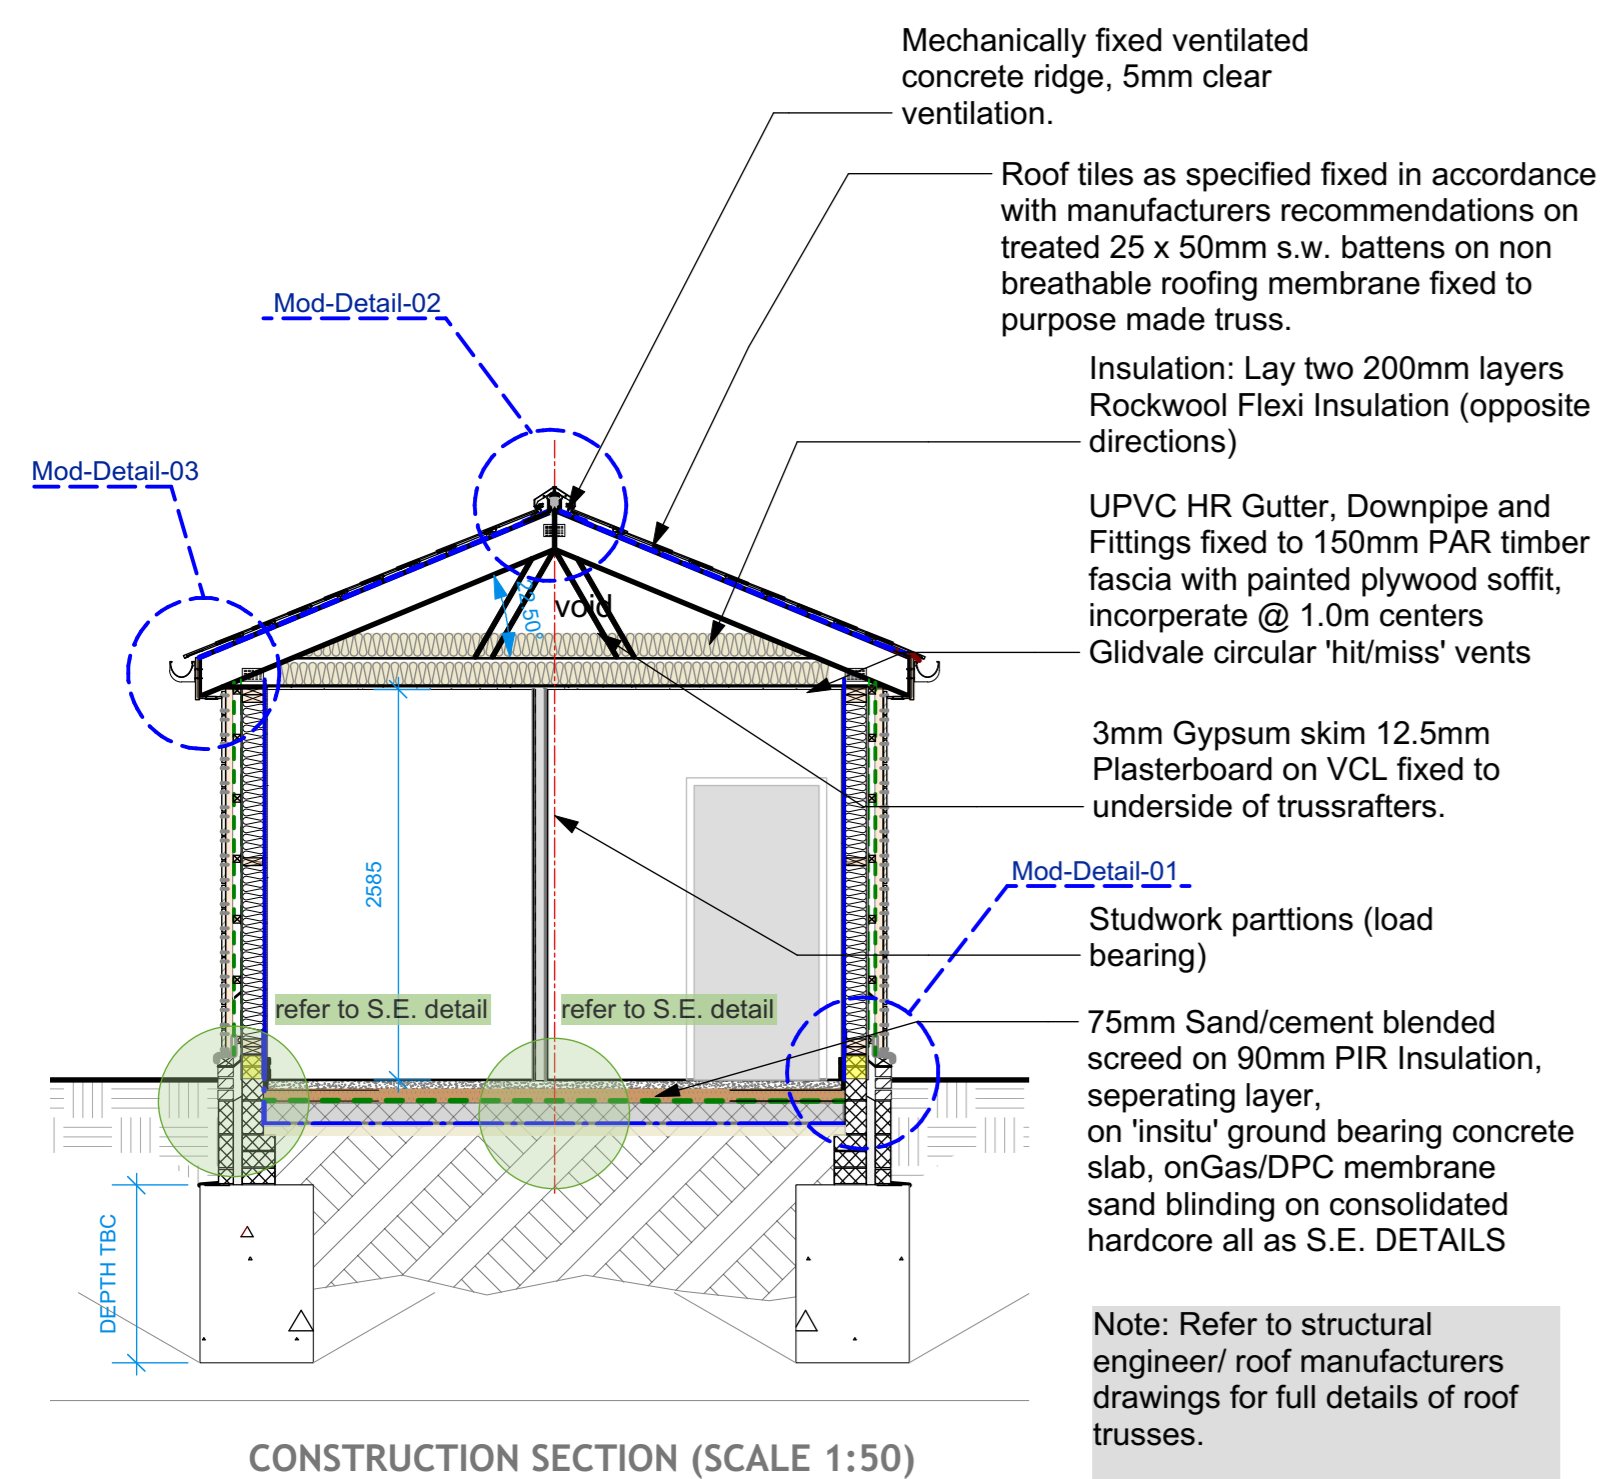 Mechanically fixed ventilated
concrete ridge, 5mm clear
ventilation.
Roof tiles as specified fixed in accordance
with manufacturers recommendations on
treated 25 x 50mm s.w. battens on non
breathable roofing membrane fixed to
purpose made truss.
Mod-Detail-02
Insulation: Lay two 200mm layers
Rockwool Flexi Insulation (opposite
directions)
Mod-Detail-03
UPVC HR Gutter, Downpipe and
Fittings fixed to 150mm PAR timber
fascia with painted plywood soffit,
incorperate @ 1.0m centers
Glidvale circular 'hit/miss' vents
22.50°
void
3mm Gypsum skim 12.5mm
Plasterboard on VCL fixed to
underside of trussrafters.
2585
Mod-Detail-01
Studwork parttions (load
bearing)
refer to S.E. detail
refer to S.E. detail
75mm Sand/cement blended
screed on 90mm PIR Insulation,
seperating layer,
on 'insitu' ground bearing concrete
slab, onGas/DPC membrane
sand blinding on consolidated
hardcore all as S.E. DETAILS
DEPTH TBC
Note: Refer to structural
engineer/ roof manufacturers
drawings for full details of roof
trusses.
CONSTRUCTION SECTION (SCALE 1:50)